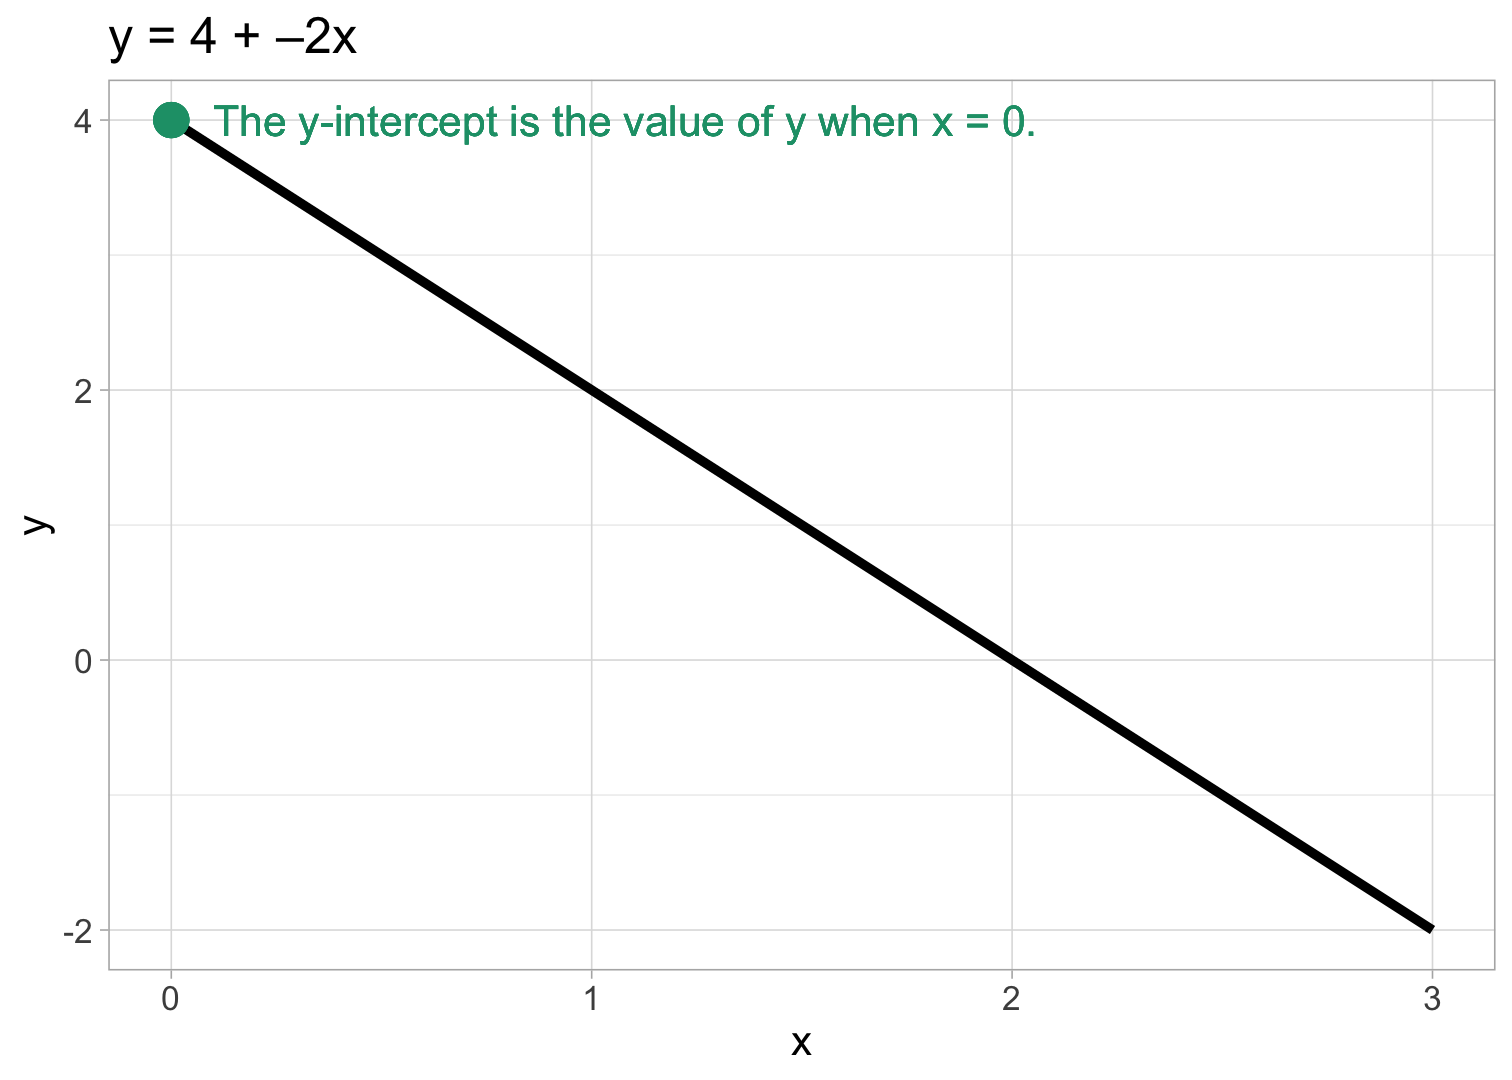 y = 4 + –2x
4
The y-intercept is the value of y when x = 0.
2
y
0
-2
0
1
2
3
x